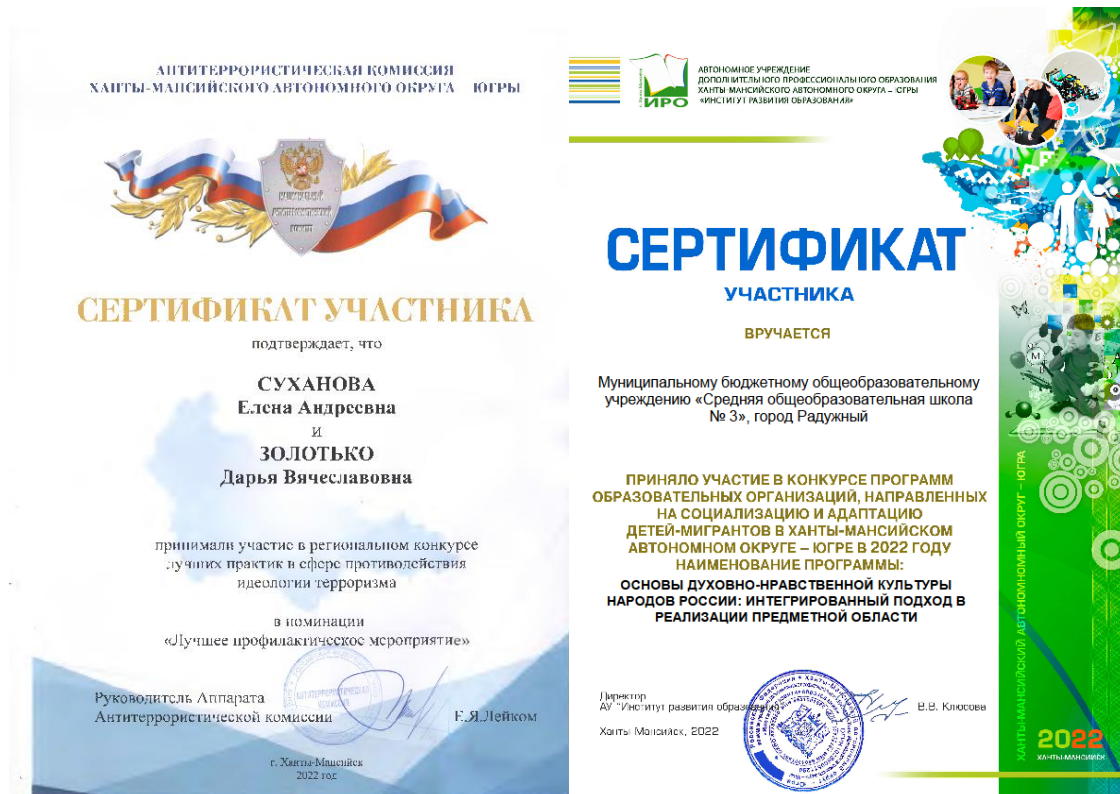 АНТИТЕРРОРИСТИЧЕСКАЯ КОМИССИЯ
ХАНТЫ-МАНСИЙСКОГО АВТОНОМНОГО ОКРУГА ЮГРЫ
СЕРТИФИКАТ УЧАСТНИКА
подтверждает, что
СУХАНОВА
Елена Андреевна
И
ЗОЛОТЬКО
Дарья Вячеславовна
принимали участие в региональном конкурсе
лучших практик в сфере противодействия
идеологии терроризма
в номинации
«Лучшее профилактическое мероприятие»
АНТИТЕРРОРИСТИЧЕСКАЯ
КОМИССИЯ
Руководитель Аппарата
Антитеррористической комиссии
Е.Я.Лейком
г. Ханты-Мансийск
2022 год
ИРО
АВТОНОМНОЕ УЧРЕЖДЕНИЕ
ДОПОЛНИТЕЛЬНОГО ПРОФЕССИОНАЛЬНОГО ОБРАЗОВАНИЯ
ХАНТЫ МАНСИЙСКОГО АВТОНОМНОГО ОКРУГА – ЮГРЫ
«ИНСТИТУТ РАЗВИТИЯ ОБРАЗОВАНИЯ»
СЕРТИФИКАТ
УЧАСТНИКА
ВРУЧАЕТСЯ
Муниципальному бюджетному общеобразовательному
учреждению «Средняя общеобразовательная школа
№ 3», город Радужный
ПРИНЯЛО УЧАСТИЕ В КОНКУРСЕ ПРОГРАММ
ОБРАЗОВАТЕЛЬНЫХ ОРГАНИЗАЦИЙ, НАПРАВЛЕННЫХ
НА СОЦИАЛИЗАЦИЮ И АДАПТАЦИЮ
ДЕТЕЙ-МИГРАНТОВ В ХАНТЫ-МАНСИЙСКОМ
АВТОНОМНОМ ОКРУГЕ – ЮГРЕ В 2022 ГОДУ
НАИМЕНОВАНИЕ ПРОГРАММЫ:
ОСНОВЫ ДУХОВНО-НРАВСТВЕННОЙ КУЛЬТУРЫ
НАРОДОВ РОССИИ: ИНТЕГРИРОВАННЫЙ ПОДХОД В
РЕАЛИЗАЦИИ ПРЕДМЕТНОЙ ОБЛАСТИ
Директор
АУ "Институт развития образования"
В.В. Клюсова
Ханты Мансийск, 2022
ХАНТЫ-МАНСИЙСКИЙ АВТОНОМНОМНЫЙ ОКРУГ – ЮГРА
2022
ХАНТЫ-МАНСИЙСК